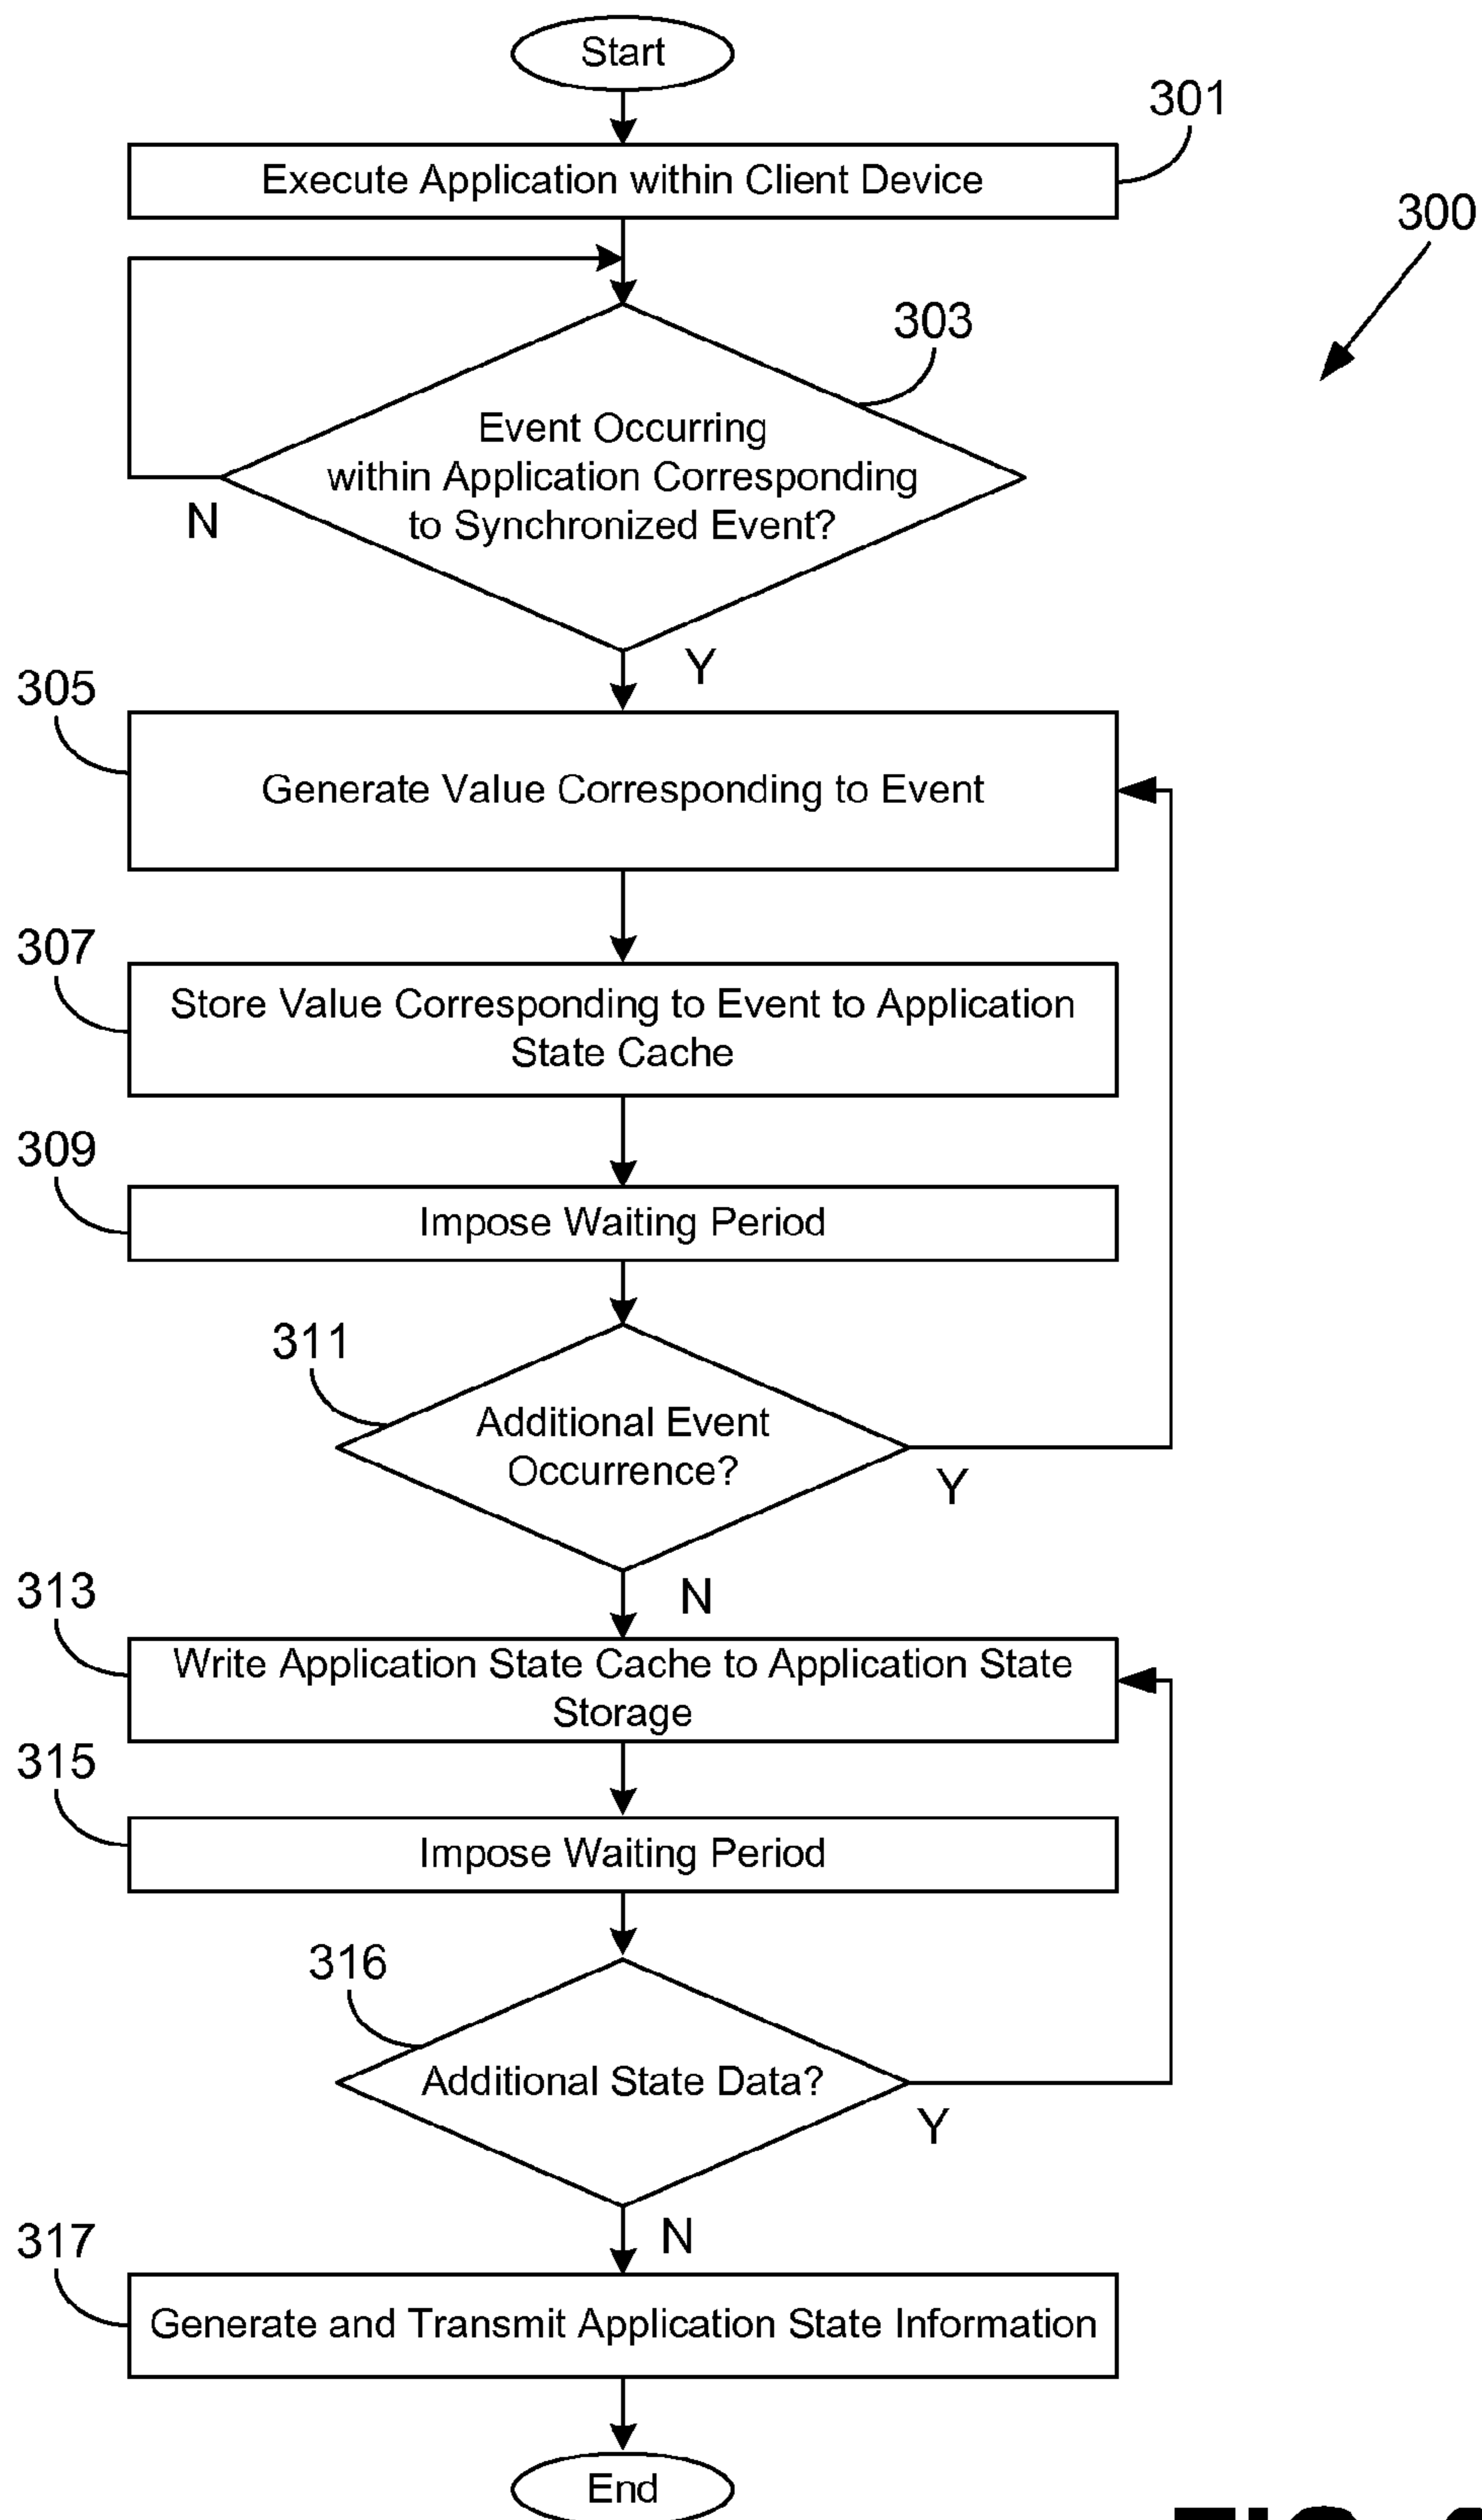 Start
301
Execute Application within Client Device
300
303
Event Occurring
within Application Corresponding
to Synchronized Event?
N
Y
305
Generate Value Corresponding to Event
307
Store Value Corresponding to Event to Application
State Cache
309
Impose Waiting Period
311
Additional Event
Occurrence?
Y
N
313
Write Application State Cache to Application State
Storage
315
Impose Waiting Period
316
Additional State Data?
Y
N
317
Generate and Transmit Application State Information
End